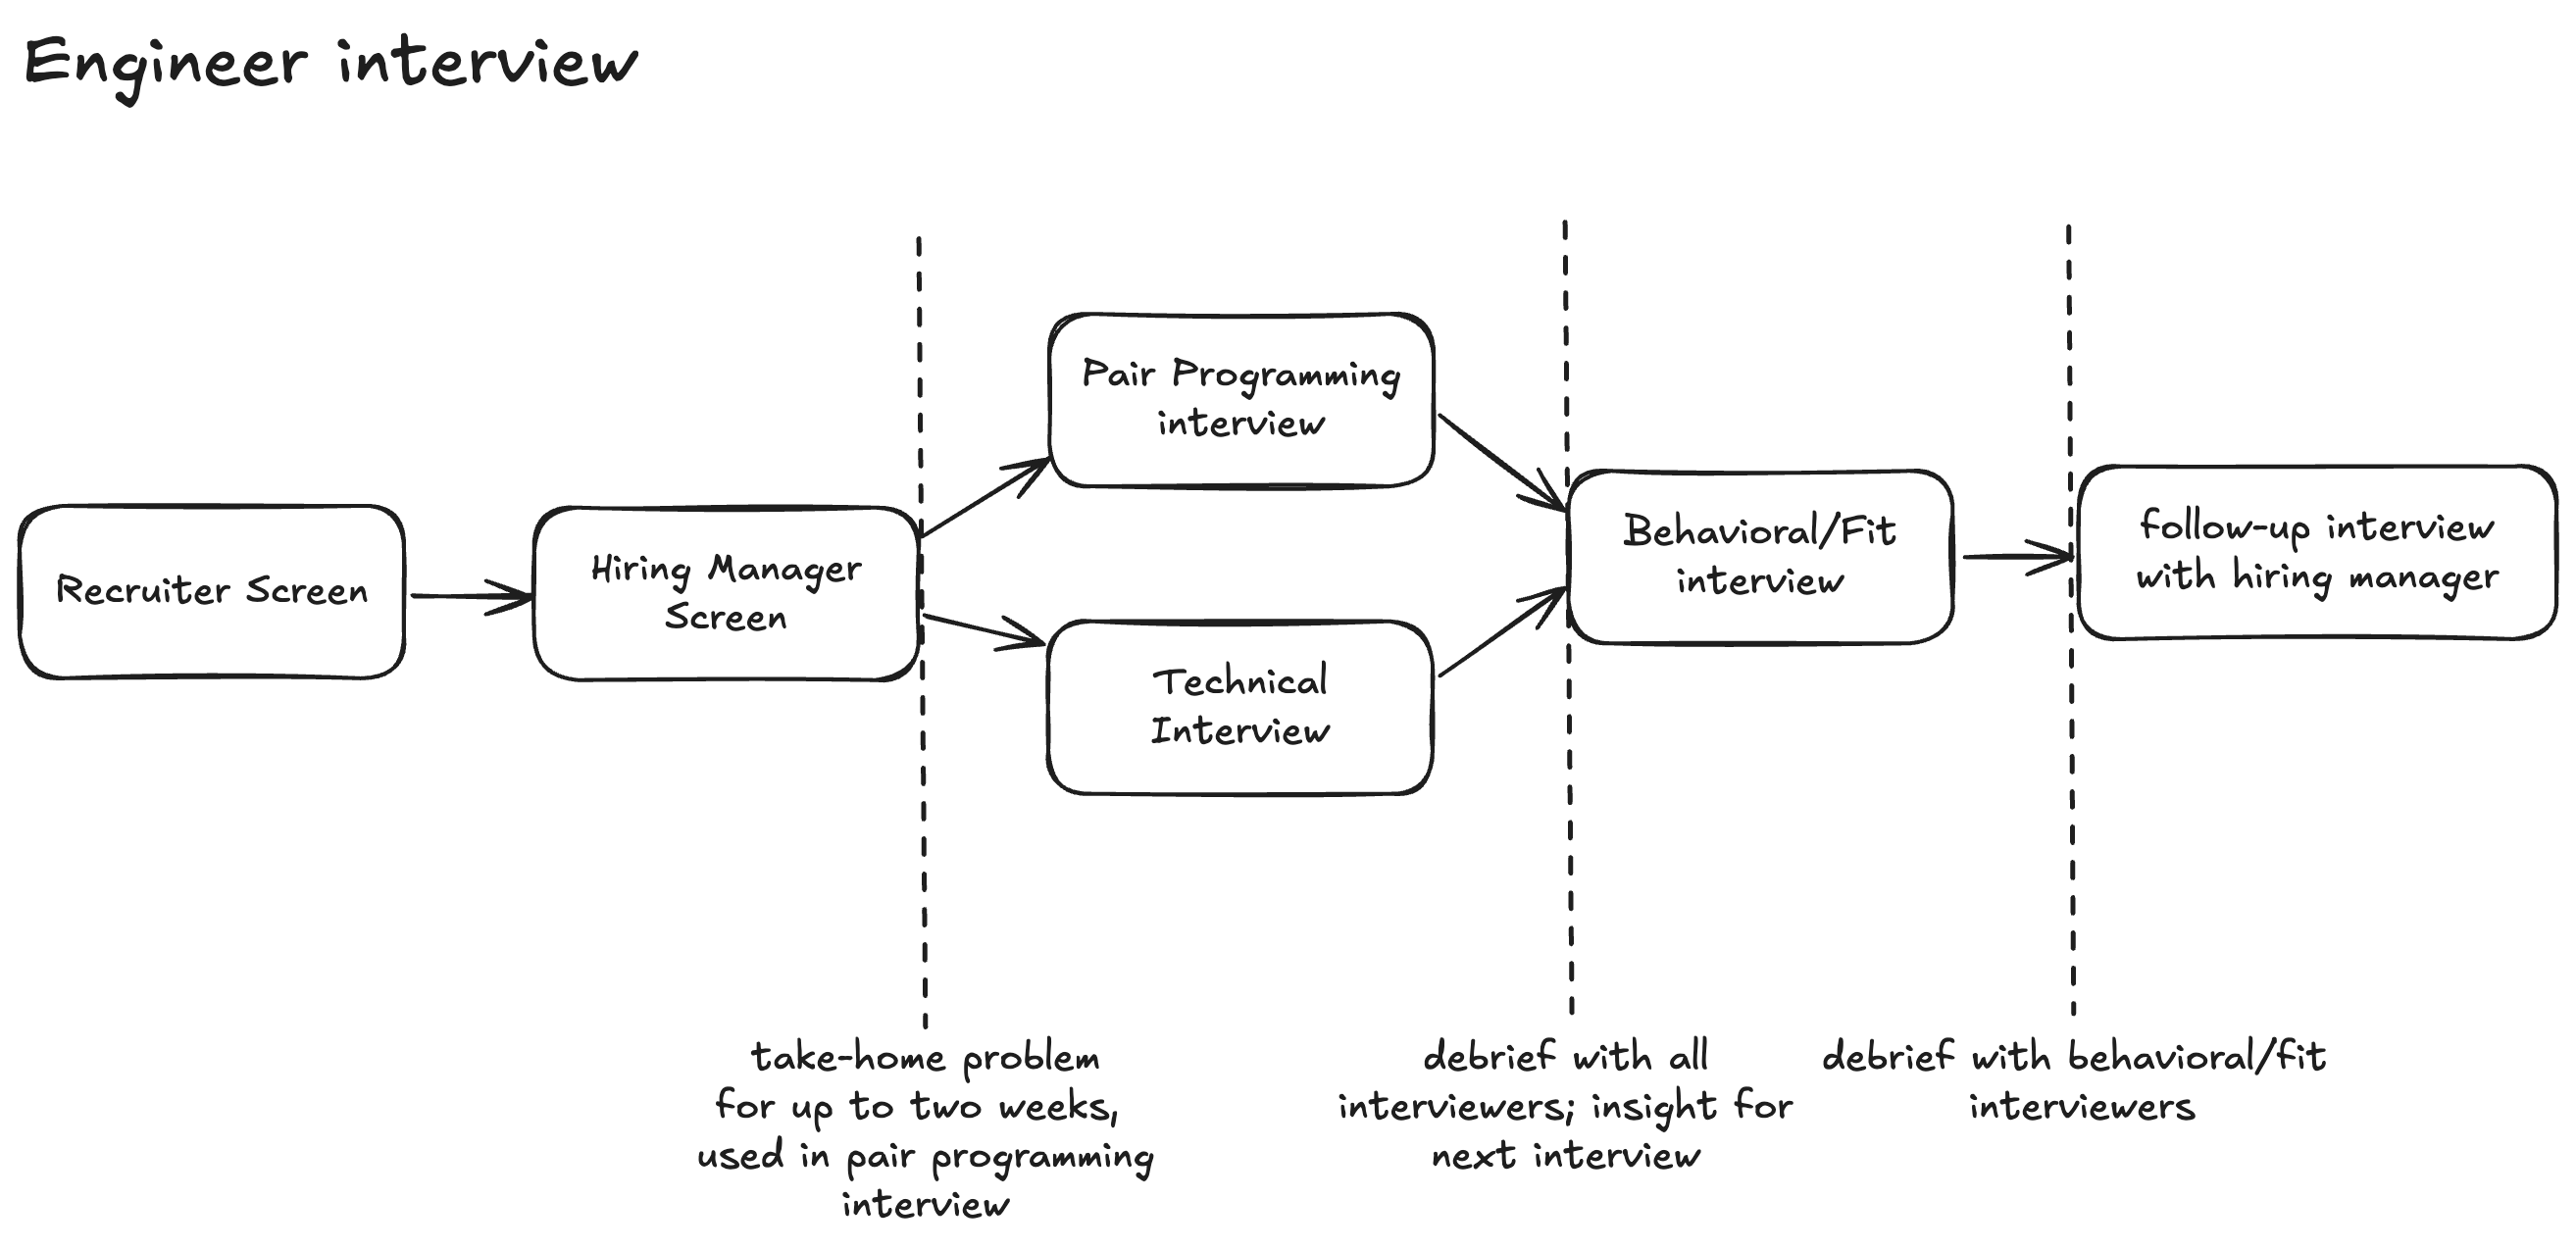 Engineer interview
Recruiter Screen
Hiring Manager
Screen
Pair Programming
interview
Technical
Interview
Behavioral/Fit
interview
follow-up interview
with hiring manager
take-home problem
for up to two weeks,
used in pair programming
interview
debrief with all
interviewers; insight for
next interview
debrief with behavioral/fit
interviewers